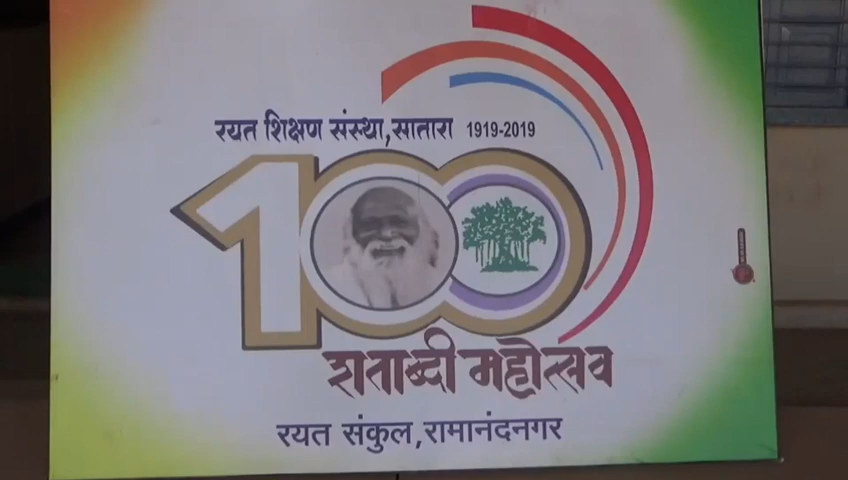 रयत शिक्षण संस्था, सातारा 1919-2019
100
शताब्दी महोत्सव
रयत संकुल, रामानंदनगर